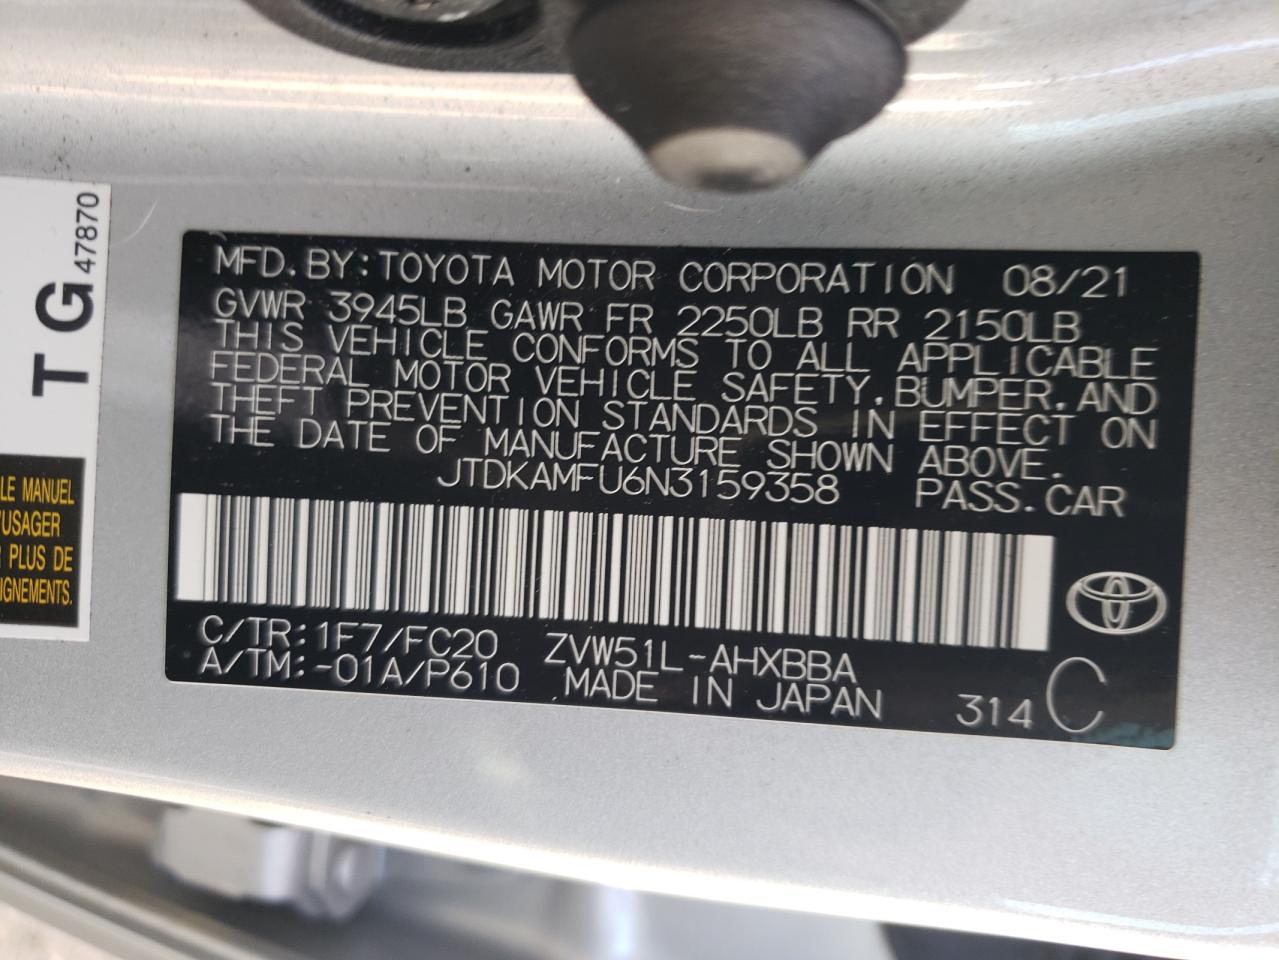 MFD.BY:TOYOTA MOTOR CORPORATION 08/21
GVWR 3945LB GAWR FR 2250LB RR 2150LB
THIS VEHICLE CONFORMS TO ALL APPLICABLE
FEDERAL MOTOR VEHICLE SAFETY,BUMPER,AND
THEFT PREVENTION STANDARDS IN EFFECT ON
THE DATE OF MANUFACTURE SHOWN ABOVE.
JTDKAMFU6N3159358 PASS.CAR
C/TR:1F7/FC20 ZVW51L-AHXBBA
A/TM:-01A/P610 MADE IN JAPAN 314 C
T G 47870
LE MANUEL
'USAGER
PLUS DE
IGNEMENTS.